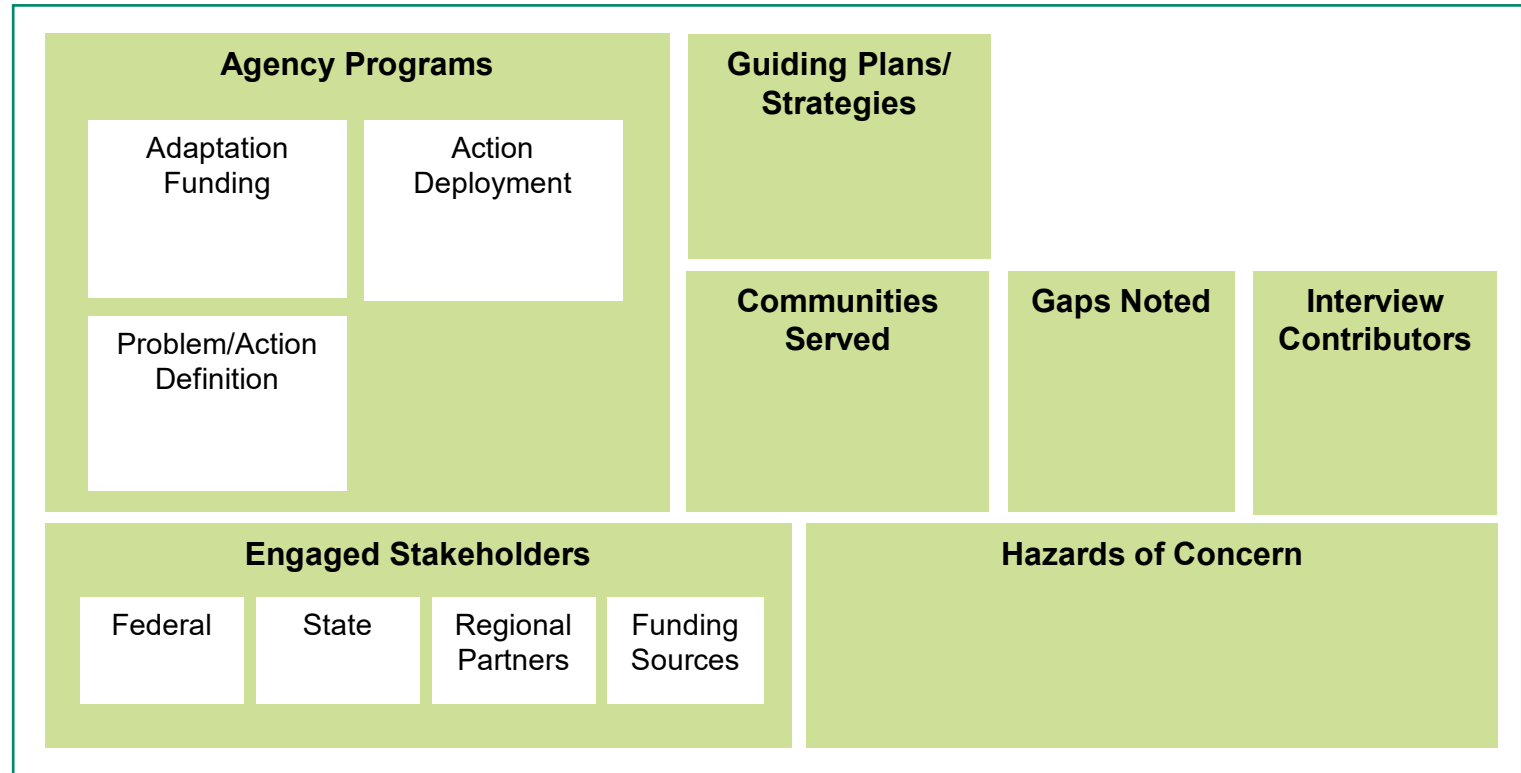 Agency Programs
Adaptation
Funding
Action
Deployment
Problem/Action
Definition
Guiding Plans/
Strategies
Communities
Served
Gaps Noted
Interview
Contributors
Engaged Stakeholders
Federal
State
Regional
Partners
Funding
Sources
Hazards of Concern